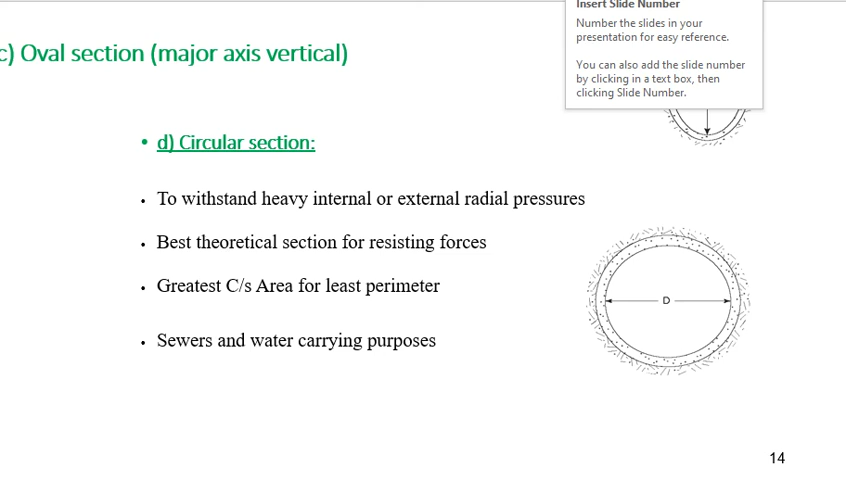 Insert Slide Number
Number the slides in your
presentation for easy reference.
You can also add the slide number
by clicking in a text box, then
clicking Slide Number.
c) Oval section (major axis vertical)
• d) Circular section:
• To withstand heavy internal or external radial pressures
• Best theoretical section for resisting forces
• Greatest C/s Area for least perimeter
• Sewers and water carrying purposes
D
14